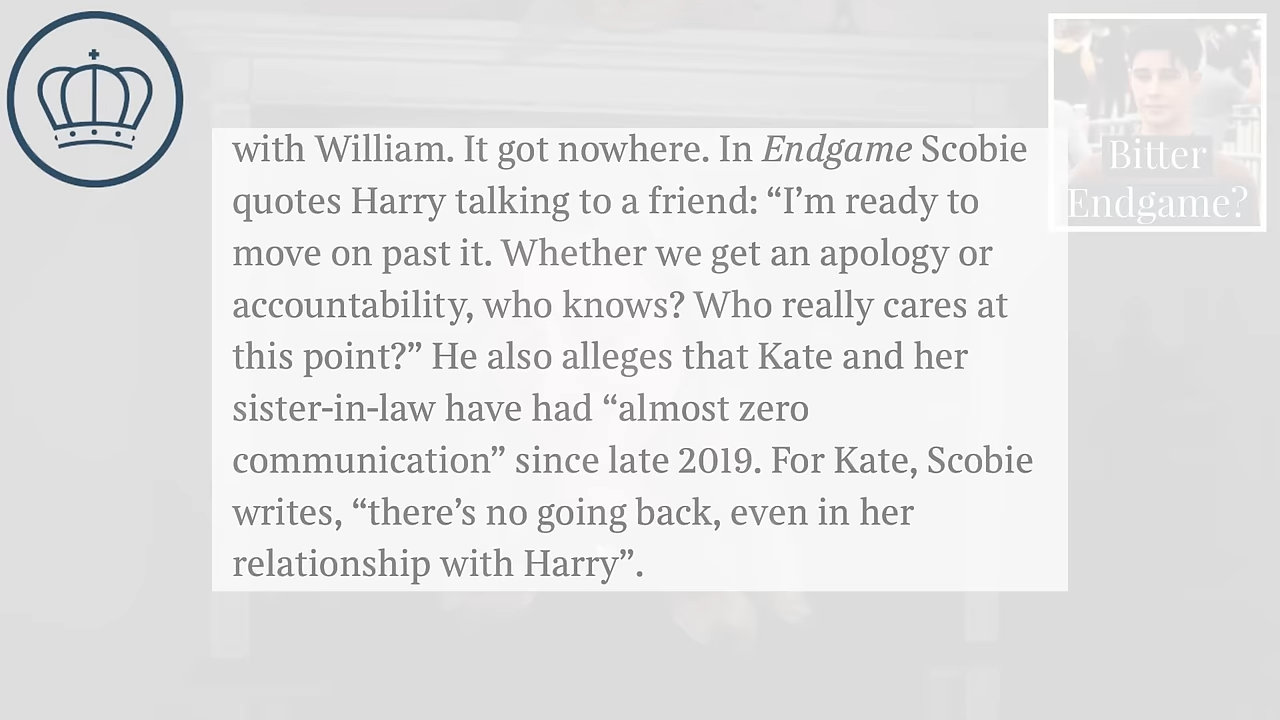 with William. It got nowhere. In Endgame Scobie
quotes Harry talking to a friend: “I’m ready to
move on past it. Whether we get an apology or
accountability, who knows? Who really cares at
this point?” He also alleges that Kate and her
sister-in-law have had “almost zero
communication” since late 2019. For Kate, Scobie
writes, “there’s no going back, even in her
relationship with Harry”.
Bitter
Endgame?